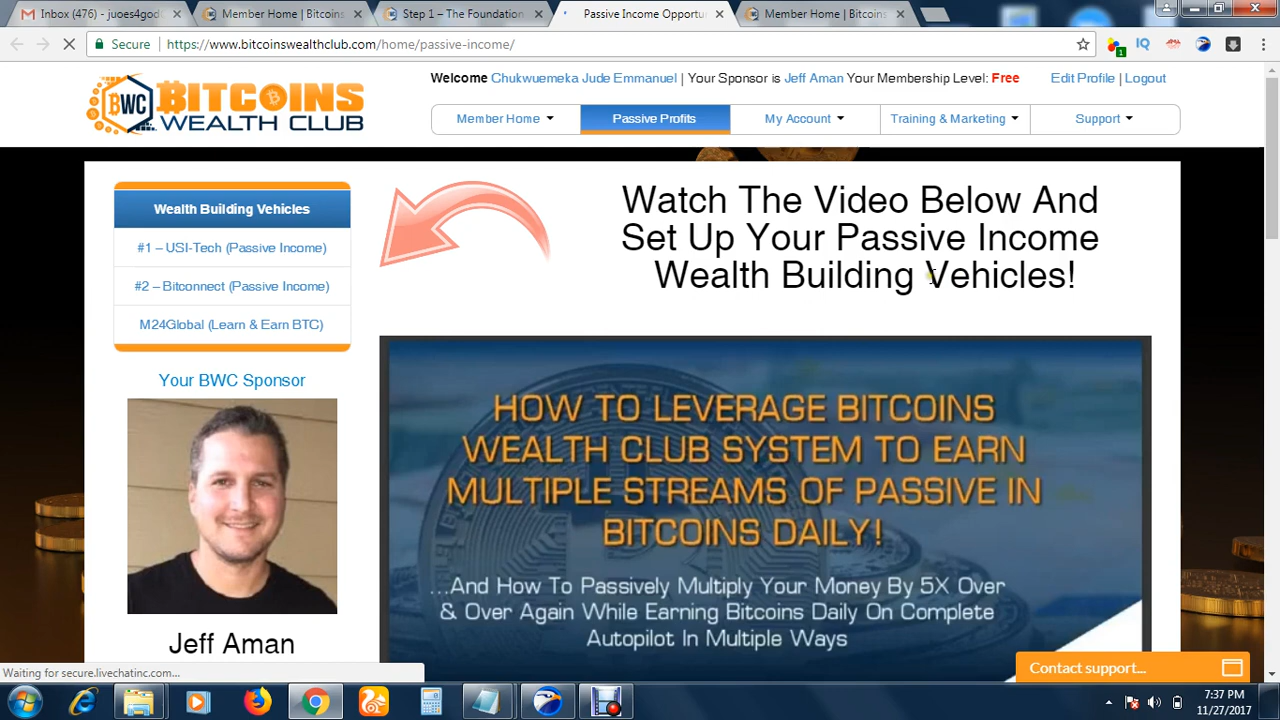 Inbox (476) - juoes4god
Member Home | Bitcoins
Step 1 – The Foundation
Passive Income Opportu
Member Home | Bitcoins
Secure
https://www.bitcoinswealthclub.com/home/passive-income/
IQ
1
BWC
BITCOINS
WEALTH CLUB
Welcome Chukwuemeka Jude Emmanuel | Your Sponsor is Jeff Aman Your Membership Level: Free
Edit Profile | Logout
Member Home
Passive Profits
My Account
Training & Marketing
Support
Wealth Building Vehicles
#1 – USI-Tech (Passive Income)
#2 – Bitconnect (Passive Income)
M24Global (Learn & Earn BTC)
Your BWC Sponsor
Jeff Aman
Watch The Video Below And
Set Up Your Passive Income
Wealth Building Vehicles!
HOW TO LEVERAGE BITCOINS
WEALTH CLUB SYSTEM TO EARN
MULTIPLE STREAMS OF PASSIVE IN
BITCOINS DAILY!
...And How To Passively Multiply Your Money By 5X Over
& Over Again While Earning Bitcoins Daily On Complete
Autopilot In Multiple Ways
Contact support...
Waiting for secure.livechatinc.com...
7:37 PM
11/27/2017